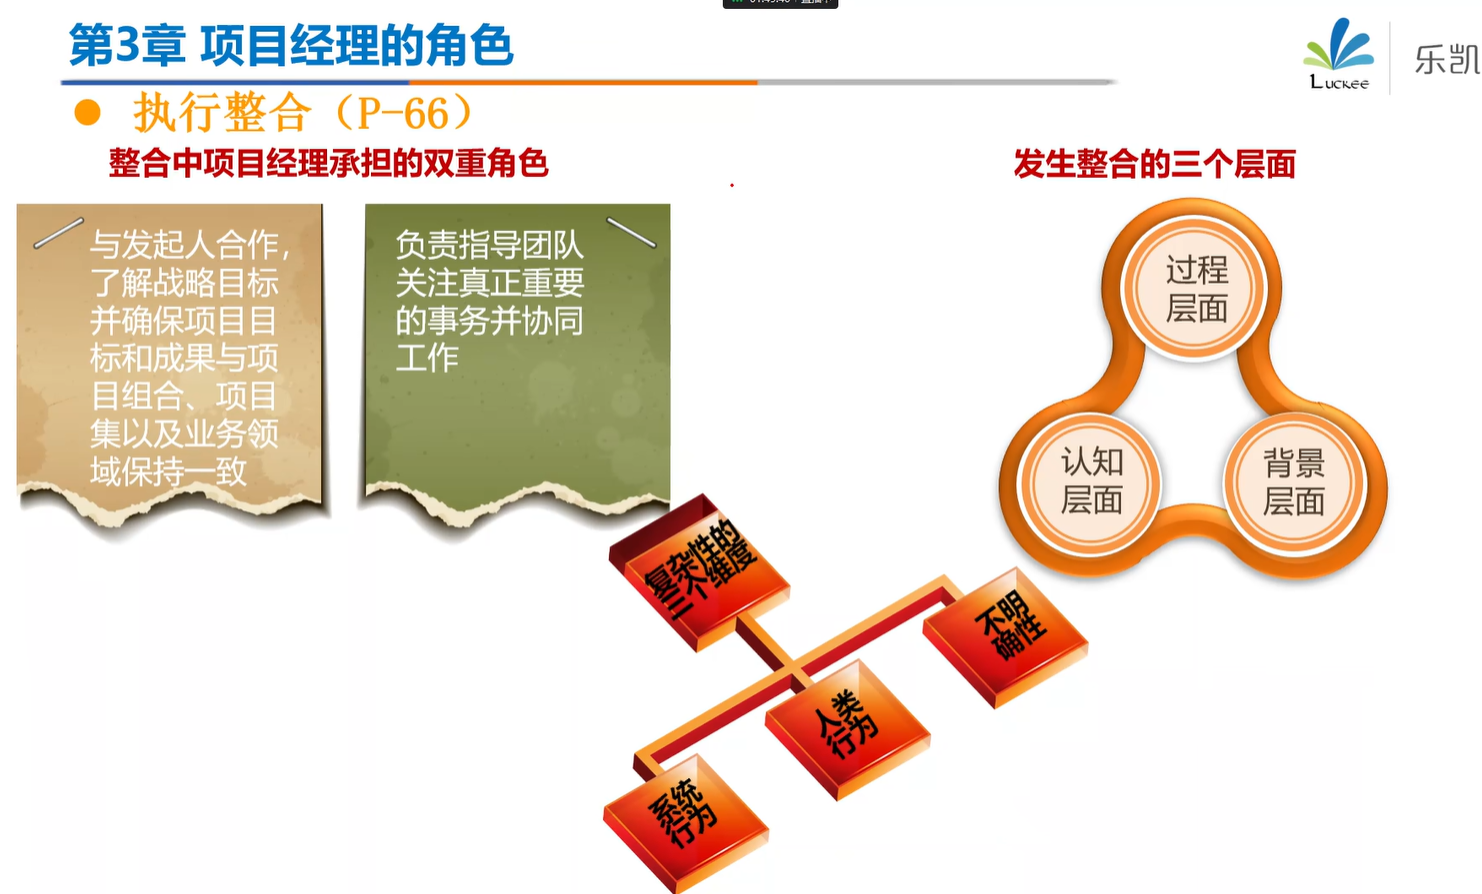 第3章 项目经理的角色
LUCKEE
乐凯
执行整合（P-66）
整合中项目经理承担的双重角色
发生整合的三个层面
与发起人合作，
了解战略目标
并确保项目目
标和成果与项
目组合、项目
集以及业务领
域保持一致
负责指导团队
关注真正重要
的事务并协同
工作
过程
层面
认知
层面
背景
层面
复杂性的
三个维度
不明
确性
人类
行为
系统
行为